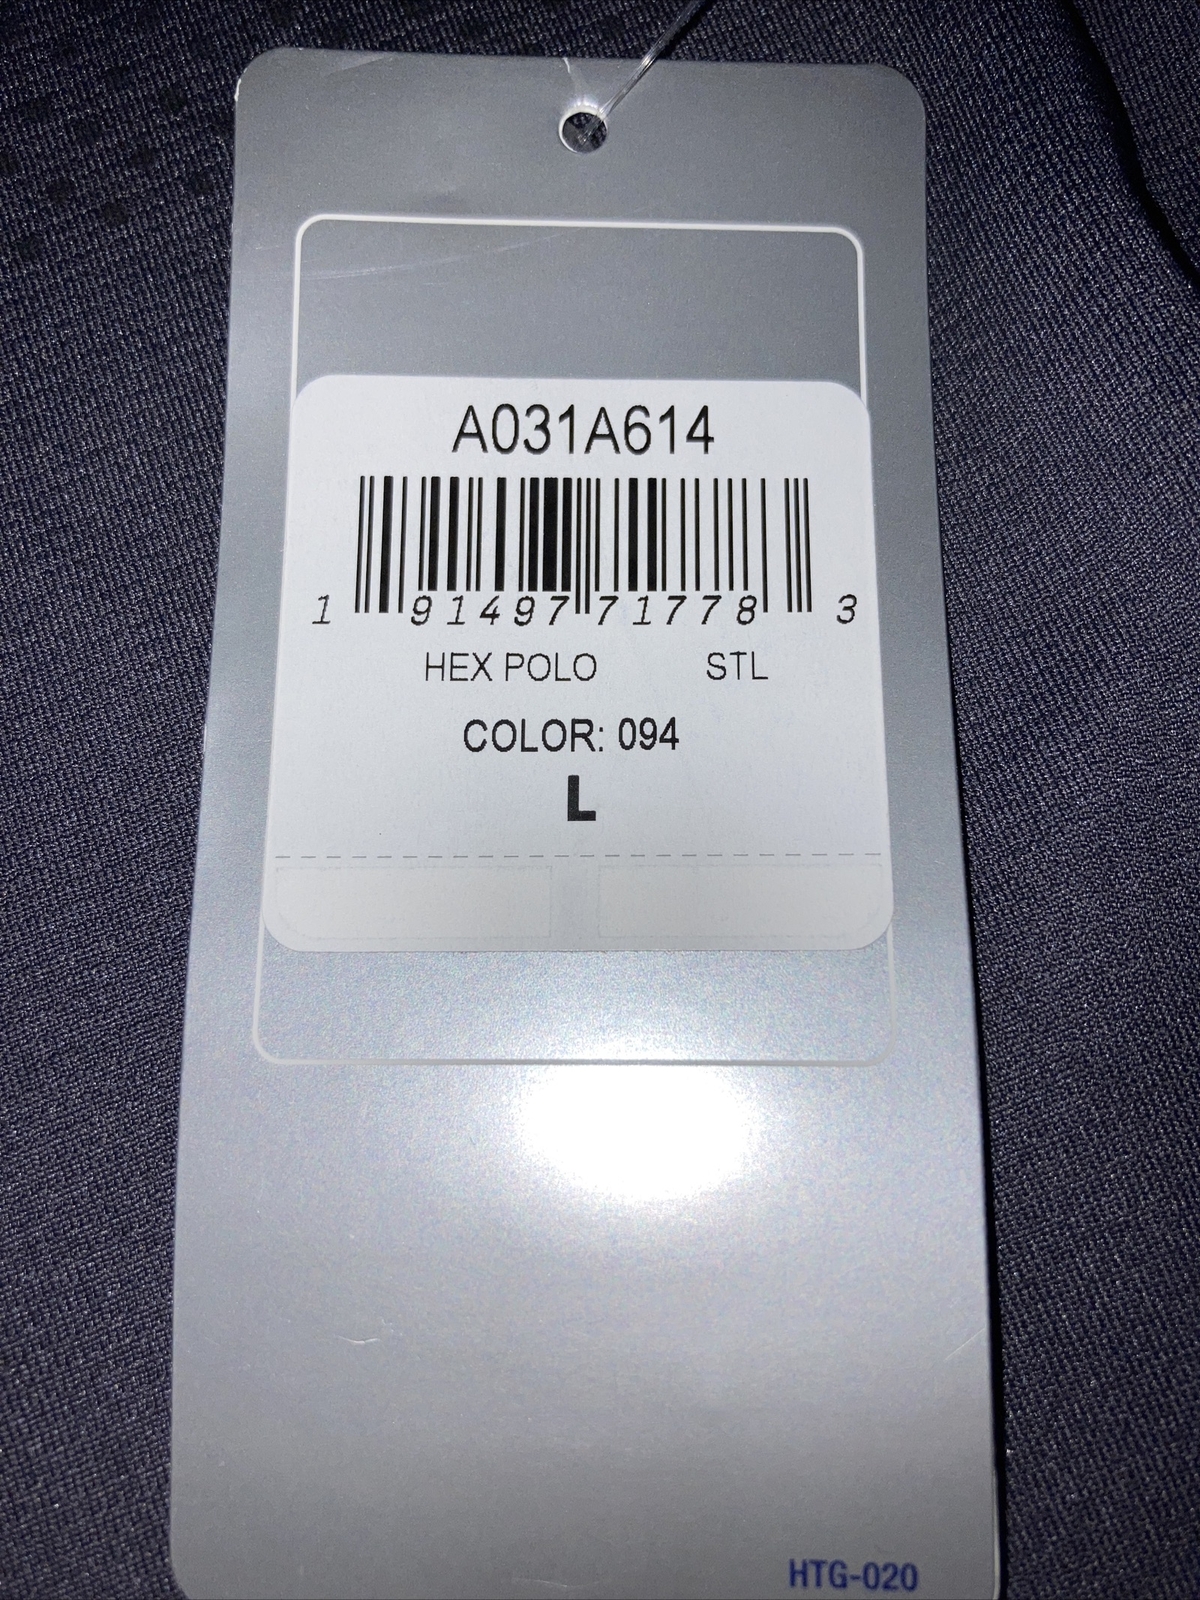 A031A614
1 91497 71778 3
HEX POLO STL
COLOR: 094
L
HTG-020